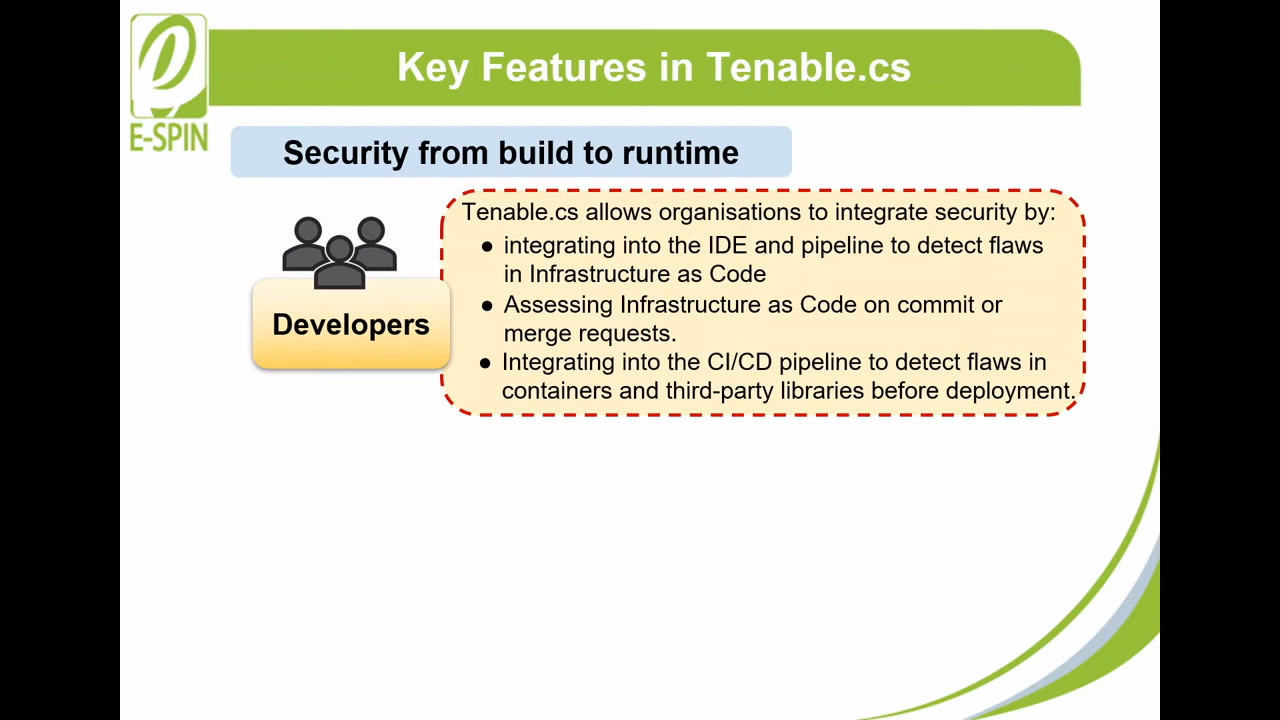 Key Features in Tenable.cs
E-SPIN
Security from build to runtime
Developers
Tenable.cs allows organisations to integrate security by:
● integrating into the IDE and pipeline to detect flaws
in Infrastructure as Code
● Assessing Infrastructure as Code on commit or
merge requests.
● Integrating into the CI/CD pipeline to detect flaws in
containers and third-party libraries before deployment.